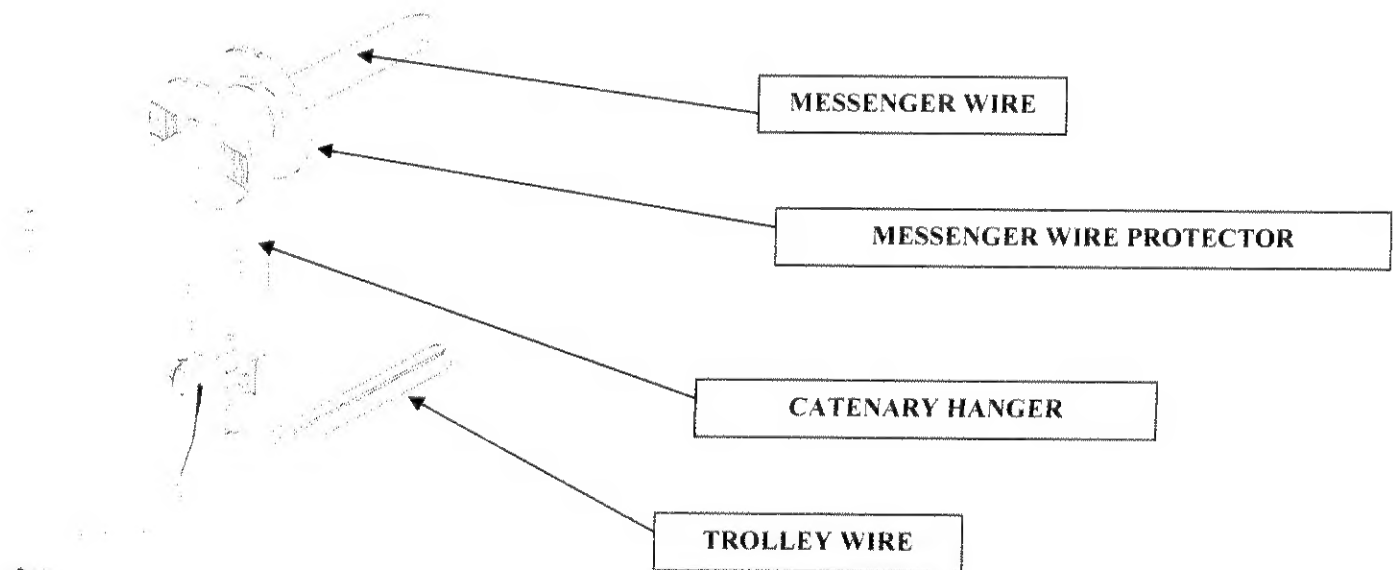 MESSENGER WIRE
MESSENGER WIRE PROTECTOR
CATENARY HANGER
TROLLEY WIRE